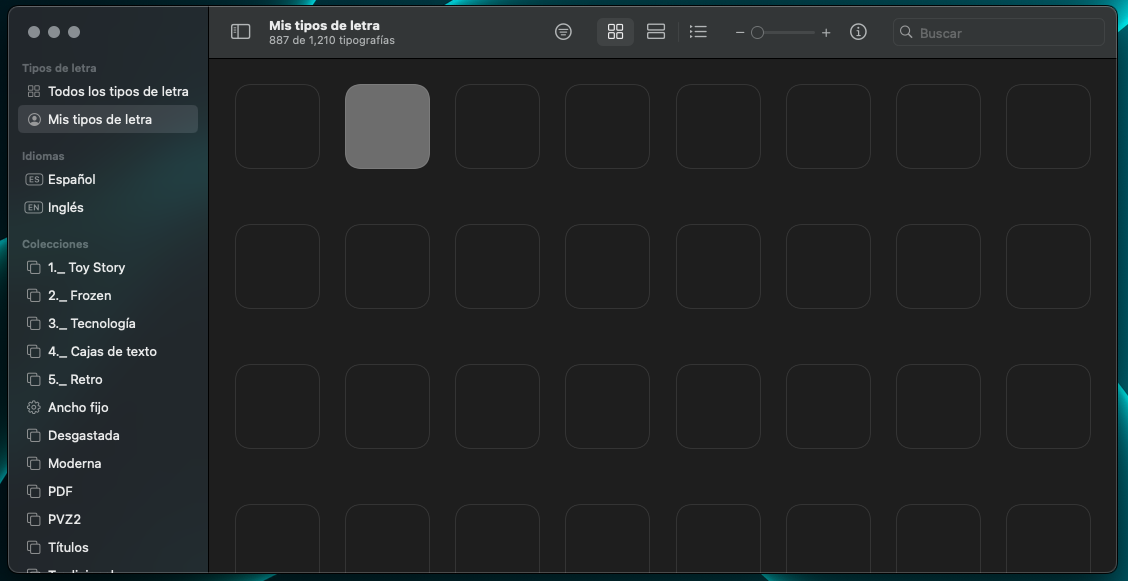 Mis tipos de letra
887 de 1,210 tipografías
Buscar
Tipos de letra
Todos los tipos de letra
Mis tipos de letra
Idiomas
ES Español
EN Inglés
Colecciones
1._ Toy Story
2._ Frozen
3._ Tecnología
4._ Cajas de texto
5._ Retro
Ancho fijo
Desgastada
Moderna
PDF
PVZ2
Títulos